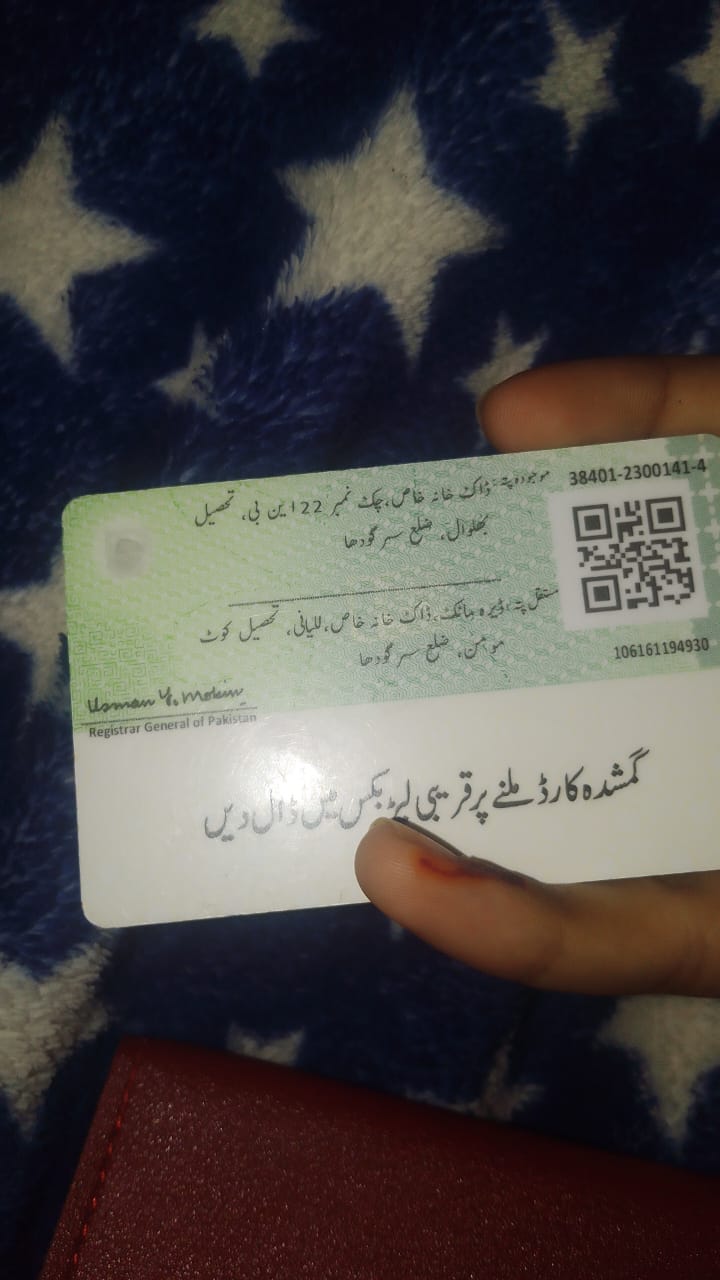 38401-2300141-4
موجودہ پتہ: ڈاک خانہ خاص، چک نمبر 22 این بی، تحصیل
بھلوال، ضلع سرگودھا
مستقل پتہ: ڈیرہ مانک، ڈاک خانہ خاص، للیانی، تحصیل کوٹ
مومن، ضلع سرگودھا
106161194930
Usman Y. Mobin
Registrar General of Pakistan
گمشدہ کارڈ ملنے پر قریبی لیٹر بکس میں ڈال دیں